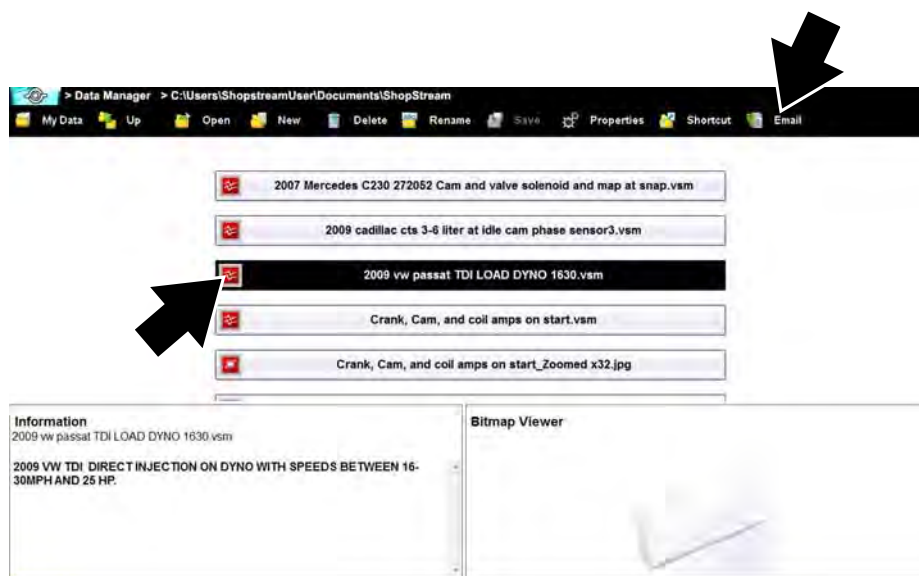 > Data Manager > C:\Users\ShopstreamUser\Documents\ShopStream
My Data Up Open New Delete Rename Save Properties Shortcut Email
2007 Mercedes C230 272052 Cam and valve solenoid and map at snap.vsm
2009 cadillac cts 3-6 liter at idle cam phase sensor3.vsm
2009 vw passat TDI LOAD DYNO 1630.vsm
Crank, Cam, and coil amps on start.vsm
Crank, Cam, and coil amps on start_Zoomed x32.jpg
Information
2009 vw passat TDI LOAD DYNO 1630.vsm
2009 VW TDI DIRECT INJECTION ON DYNO WITH SPEEDS BETWEEN 16-
30MPH AND 25 HP.
Bitmap Viewer